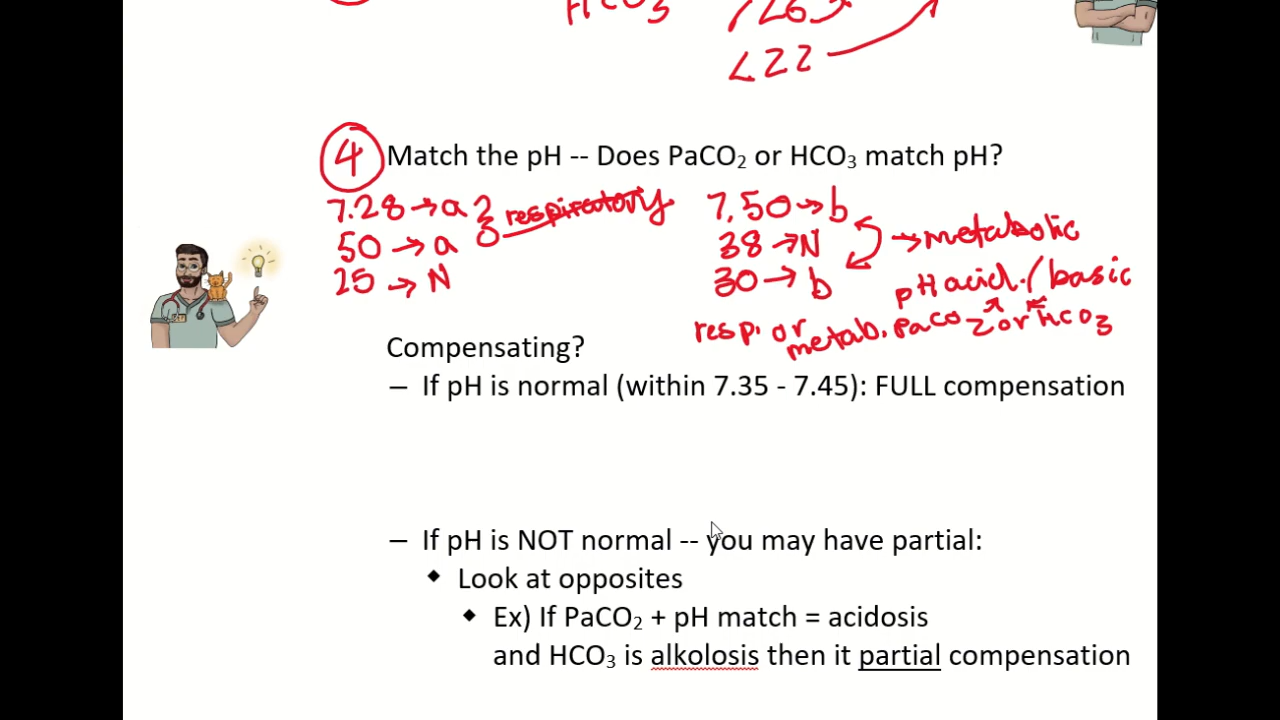 HCO3 >26
<22
4 Match the pH -- Does PaCO₂ or HCO₃ match pH?
7.28 → a respiratory
50 → a
25 → N
7.50 → b
38 → N → metabolic
30 → b
pH acid. / basic
resp. or metab. PaCO2 or HCO3
Compensating?
– If pH is normal (within 7.35 - 7.45): FULL compensation
– If pH is NOT normal -- you may have partial:
◆ Look at opposites
◆ Ex) If PaCO₂ + pH match = acidosis
and HCO₃ is alkolosis then it partial compensation